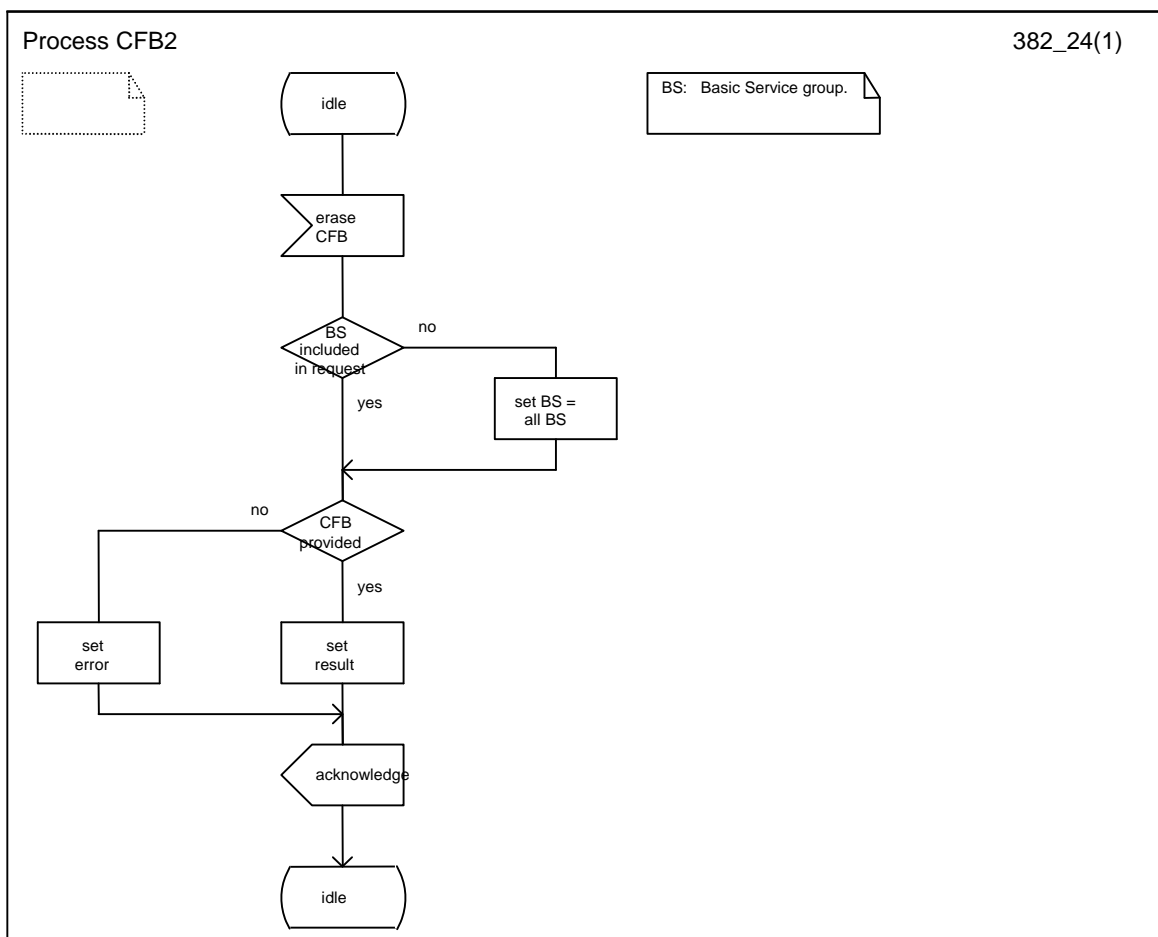 Process CFB2
382_24(1)
idle
BS: Basic Service group.
erase
CFB
BS
included
in request
no
yes
set BS =
all BS
no
CFB
provided
yes
set
error
set
result
acknowledge
idle